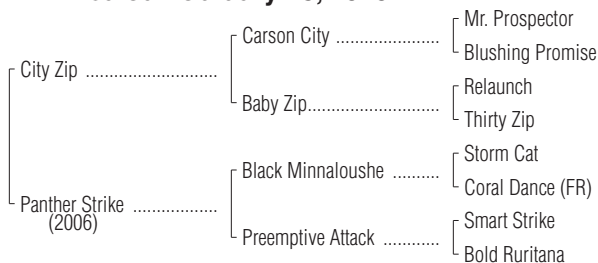 Mr. Prospector
Carson City ....................
Blushing Promise
City Zip .........................
Relaunch
Baby Zip.........................
Thirty Zip
Storm Cat
Black Minnaloushe .........
Coral Dance (FR)
Panther Strike ................
(2006)
Smart Strike
Preemptive Attack ...........
Bold Ruritana